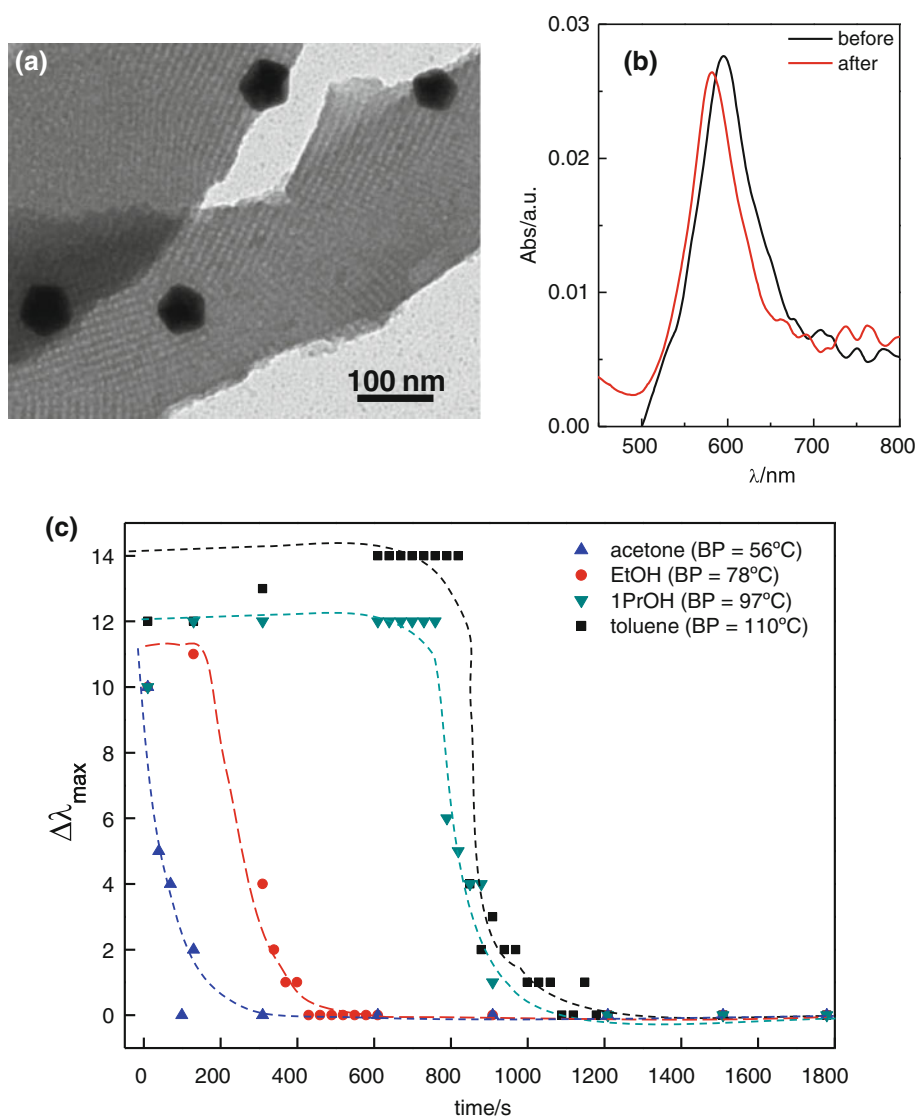 (a)
100 nm
(b)
before
after
0.03
0.02
0.01
0.00
Abs/a.u.
500 600 700 800
λ/nm
(c)
acetone (BP = 56ºC)
EtOH (BP = 78ºC)
1PrOH (BP = 97ºC)
toluene (BP = 110ºC)
14
12
10
8
6
4
2
0
Δλmax
0 200 400 600 800 1000 1200 1400 1600 1800
time/s